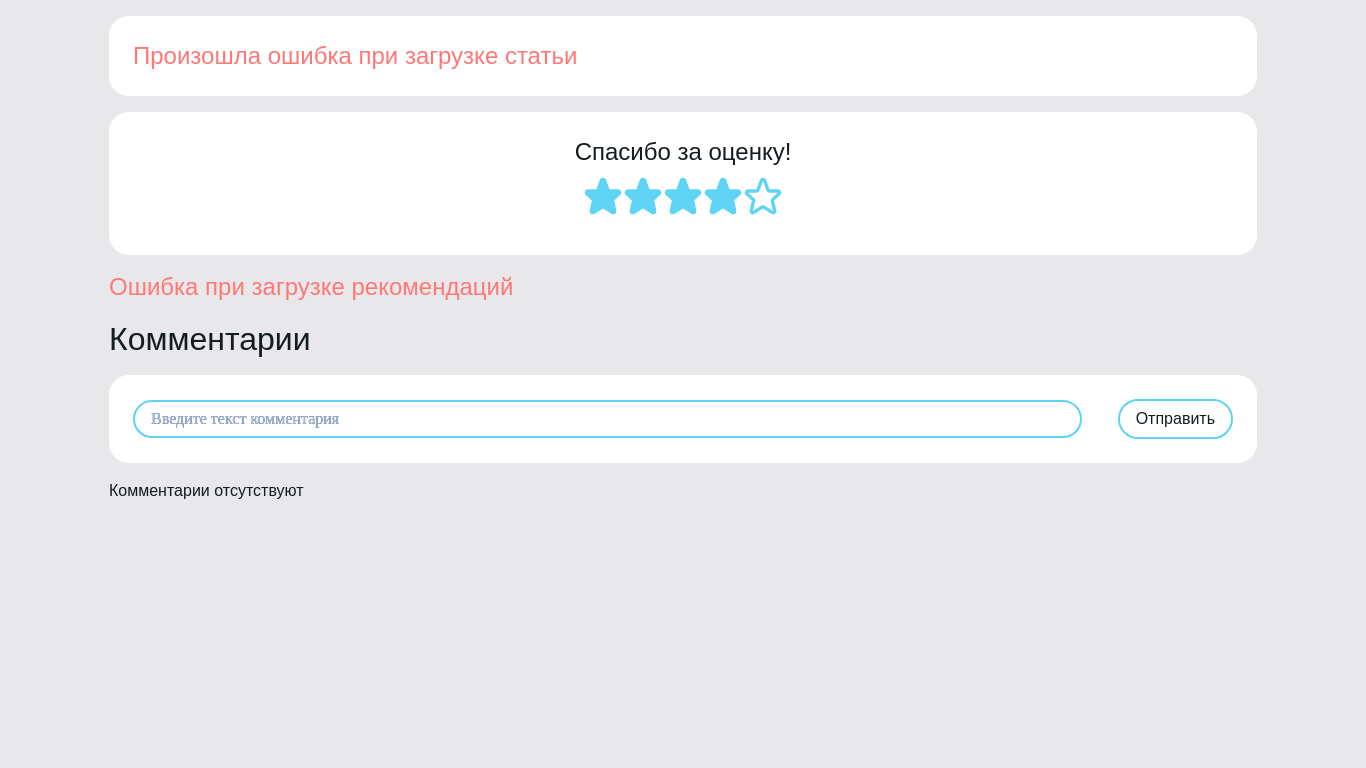 Произошла ошибка при загрузке статьи
Спасибо за оценку!
Ошибка при загрузке рекомендаций
Комментарии
Введите текст комментария
Отправить
Комментарии отсутствуют